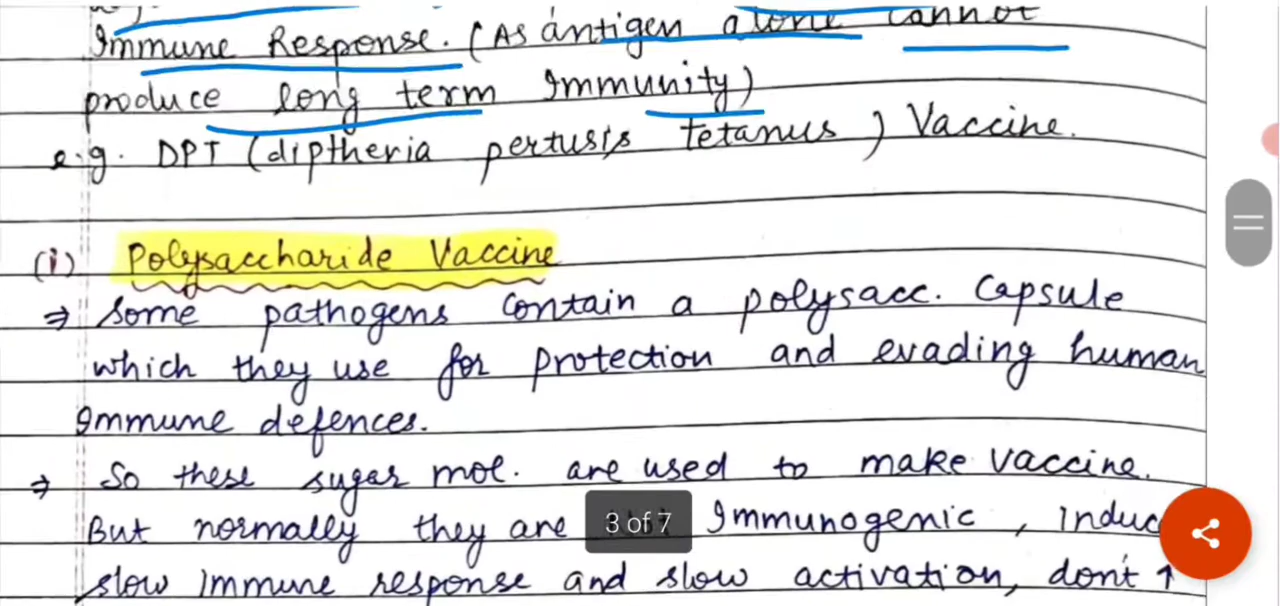 Immune Response. (As antigen alone cannot
produce long term Immunity)
e.g. DPT (diptheria pertusis tetanus) Vaccine.
(i) Polysaccharide Vaccine
⇒ Some pathogens contain a polysacc. Capsule
which they use for protection and evading human
Immune defences.
⇒ So these sugar mol. are used to make vaccine.
But normally they are Immunogenic, induc
3 of 7
slow immune response and slow activation, don't ↑